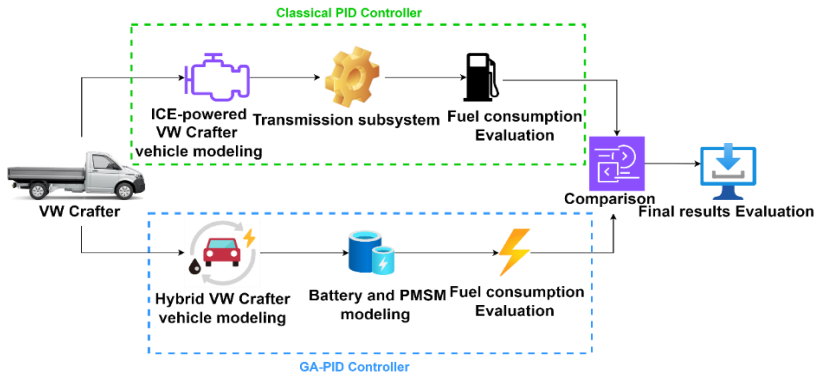 Classical PID Controller
ICE-powered
VW Crafter
vehicle modeling
Transmission subsystem
Fuel consumption
Evaluation
VW Crafter
Comparison
Final results Evaluation
Hybrid VW Crafter
vehicle modeling
Battery and PMSM
modeling
Fuel consumption
Evaluation
GA-PID Controller